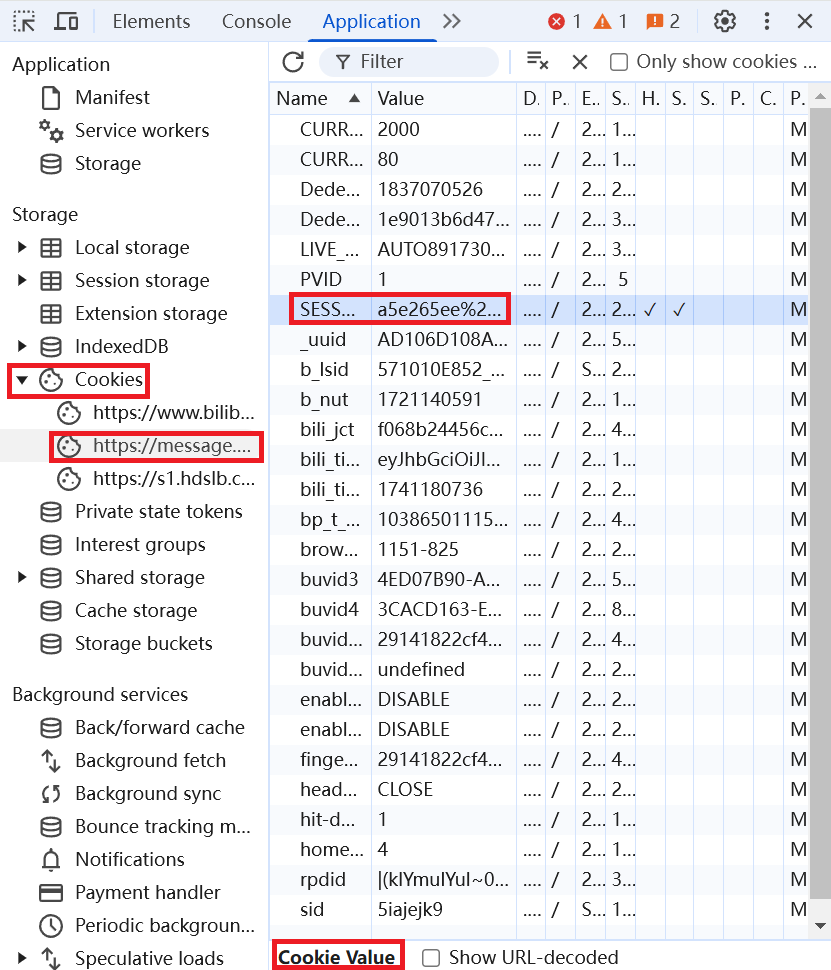 Elements Console Application 1 1 2
Application
Manifest
Service workers
Storage
Storage
Local storage
Session storage
Extension storage
IndexedDB
Cookies
https://www.bilib...
https://message....
https://s1.hdslb.c...
Private state tokens
Interest groups
Shared storage
Cache storage
Storage buckets
Background services
Back/forward cache
Background fetch
Background sync
Bounce tracking m...
Notifications
Payment handler
Periodic backgroun...
Speculative loads
Filter Only show cookies ...
Name Value D. P.. E.. S.. H. S. S.. P. C. P.
CURR... 2000 .... / 2... 1... M
CURR... 80 .... / 2... 1... M
Dede... 1837070526 .... / 2... 2... M
Dede... 1e9013b6d47... .... / 2... 3... M
LIVE_... AUTO891730... .... / 2... 3... M
PVID 1 .... / 2... 5 M
SESS... a5e265ee%2... .... / 2... 2... ✓ ✓ M
_uuid AD106D108A... .... / 2... 5... M
b_lsid 571010E852_... .... / S... 2... M
b_nut 1721140591 .... / 2... 1... M
bili_jct f068b24456c... .... / 2... 4... M
bili_ti... eyJhbGciOiJI... .... / 2... 1... M
bili_ti... 1741180736 .... / 2... 2... M
bp_t_... 10386501115... .... / 2... 4... M
brow... 1151-825 .... / 2... 2... M
buvid3 4ED07B90-A... .... / 2... 5... M
buvid4 3CACD163-E... .... / 2... 8... M
buvid... 29141822cf4... .... / 2... 4... M
buvid... undefined .... / 2... 2... M
enabl... DISABLE .... / 2... 2... M
enabl... DISABLE .... / 2... 2... M
finge... 29141822cf4... .... / 2... 4... M
head... CLOSE .... / 2... 2... M
hit-d... 1 .... / 2... 1... M
home... 4 .... / 2... 1... M
rpdid |(kIYmuIYul~0... .... / 2... 3... M
sid 5iajejk9 .... / S... 1... M
Cookie Value Show URL-decoded